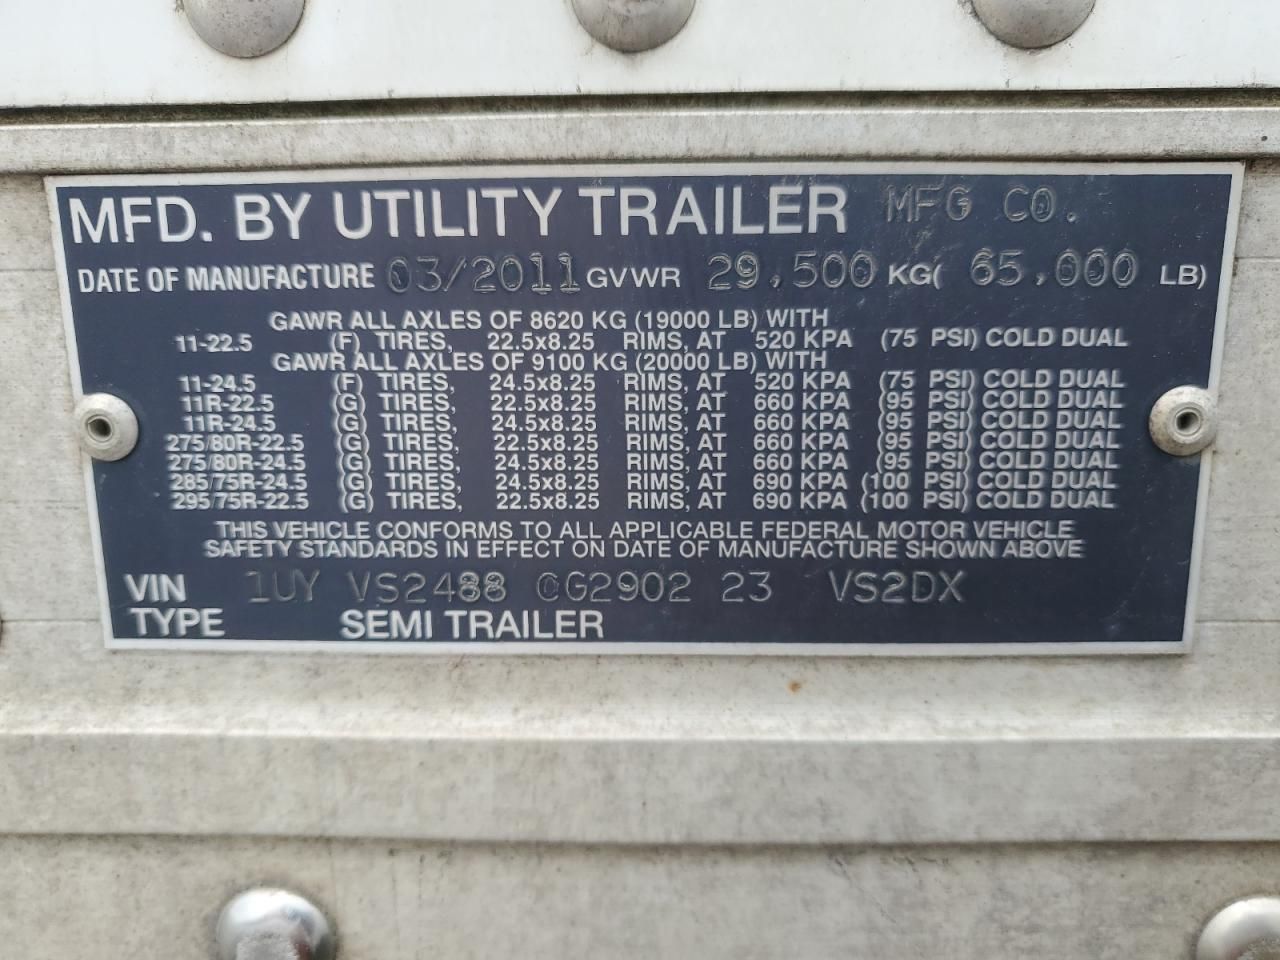 MFD. BY UTILITY TRAILER MFG CO.
DATE OF MANUFACTURE 03/2011 GVWR 29,500 KG( 65,000 LB)
GAWR ALL AXLES OF 8620 KG (19000 LB) WITH
11-22.5 (F) TIRES, 22.5x8.25 RIMS, AT 520 KPA (75 PSI) COLD DUAL
GAWR ALL AXLES OF 9100 KG (20000 LB) WITH
11-24.5 (F) TIRES, 24.5x8.25 RIMS, AT 520 KPA (75 PSI) COLD DUAL
11R-22.5 (G) TIRES, 22.5x8.25 RIMS, AT 660 KPA (95 PSI) COLD DUAL
11R-24.5 (G) TIRES, 24.5x8.25 RIMS, AT 660 KPA (95 PSI) COLD DUAL
275/80R-22.5 (G) TIRES, 22.5x8.25 RIMS, AT 660 KPA (95 PSI) COLD DUAL
275/80R-24.5 (G) TIRES, 24.5x8.25 RIMS, AT 660 KPA (95 PSI) COLD DUAL
285/75R-24.5 (G) TIRES, 24.5x8.25 RIMS, AT 690 KPA (100 PSI) COLD DUAL
295/75R-22.5 (G) TIRES, 22.5x8.25 RIMS, AT 690 KPA (100 PSI) COLD DUAL
THIS VEHICLE CONFORMS TO ALL APPLICABLE FEDERAL MOTOR VEHICLE
SAFETY STANDARDS IN EFFECT ON DATE OF MANUFACTURE SHOWN ABOVE
VIN 1UY VS2488 CG2902 23 VS2DX
TYPE SEMI TRAILER